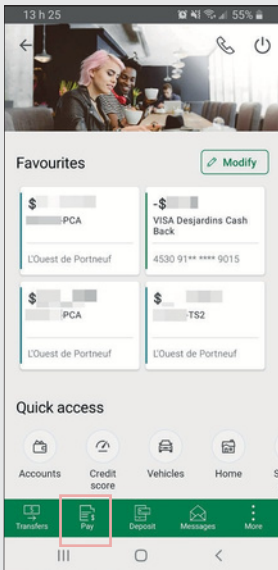 13 h 25 55%
Favourites Modify
$
-PCA
L'Ouest de Portneuf
-$
VISA Desjardins Cash
Back
4530 91** **** 9015
$
PCA
L'Ouest de Portneuf
$
-TS2
L'Ouest de Portneuf
Quick access
Accounts Credit Vehicles Home S
score
Transfers Pay Deposit Messages More